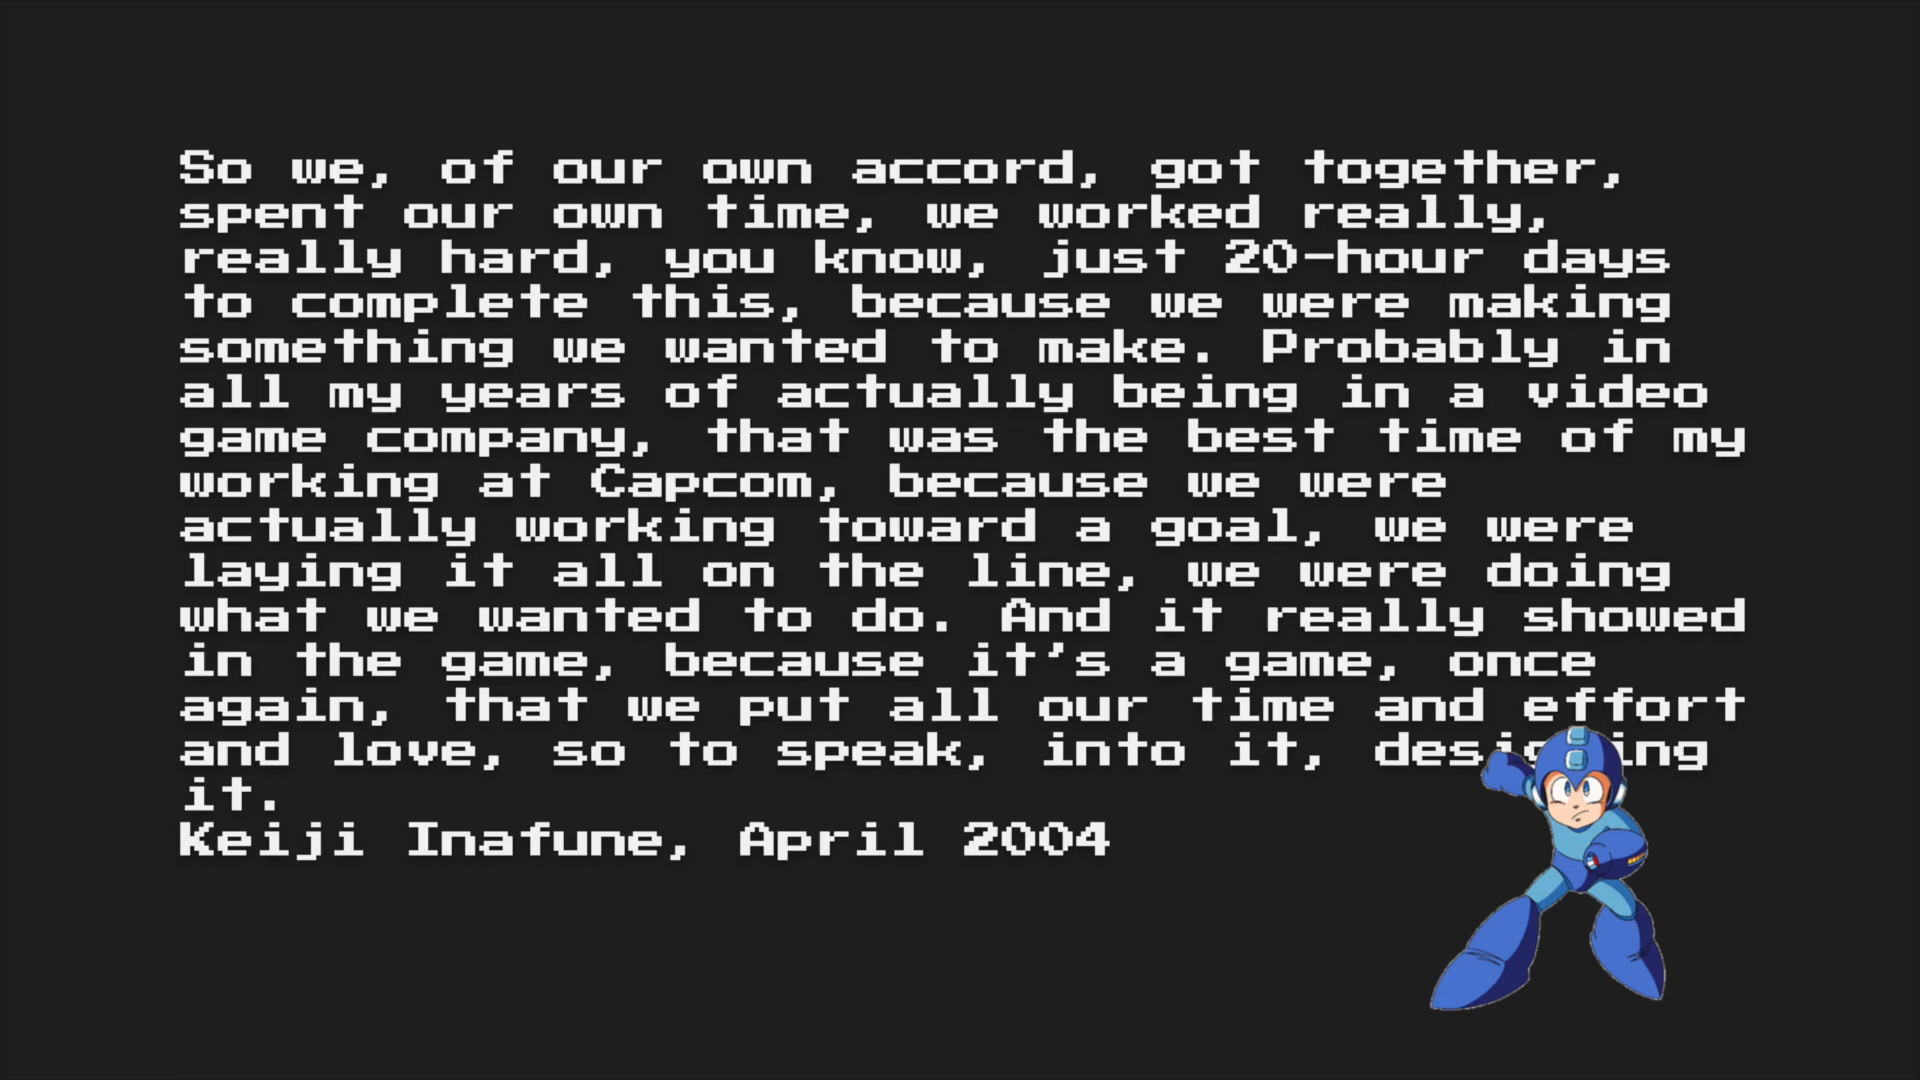 So we, of our own accord, got together,
spent our own time, we worked really,
really hard, you know, just 20-hour days
to complete this, because we were making
something we wanted to make. Probably in
all my years of actually being in a video
game company, that was the best time of my
working at Capcom, because we were
actually working toward a goal, we were
laying it all on the line, we were doing
what we wanted to do. And it really showed
in the game, because it's a game, once
again, that we put all our time and effort
and love, so to speak, into it, designing
it.
Keiji Inafune, April 2004